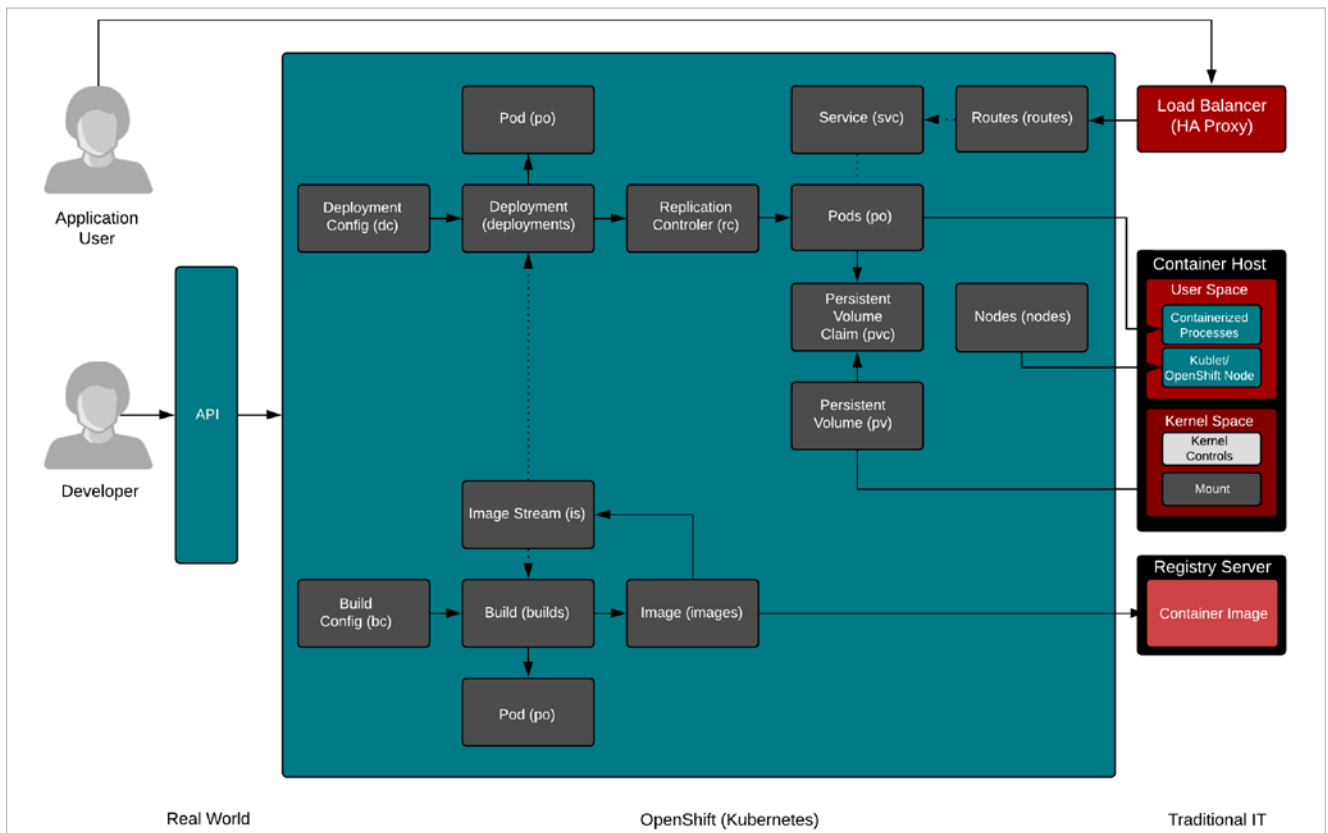 Application
User
Developer
API
Pod (po)
Deployment
Config (dc)
Deployment
(deployments)
Replication
Controler (rc)
Service (svc)
Routes (routes)
Pods (po)
Persistent
Volume
Claim (pvc)
Nodes (nodes)
Persistent
Volume (pv)
Image Stream (is)
Build
Config (bc)
Build (builds)
Image (images)
Pod (po)
Load Balancer
(HA Proxy)
Container Host
User Space
Containerized
Processes
Kublet/
OpenShift Node
Kernel Space
Kernel
Controls
Mount
Registry Server
Container Image
Real World
OpenShift (Kubernetes)
Traditional IT